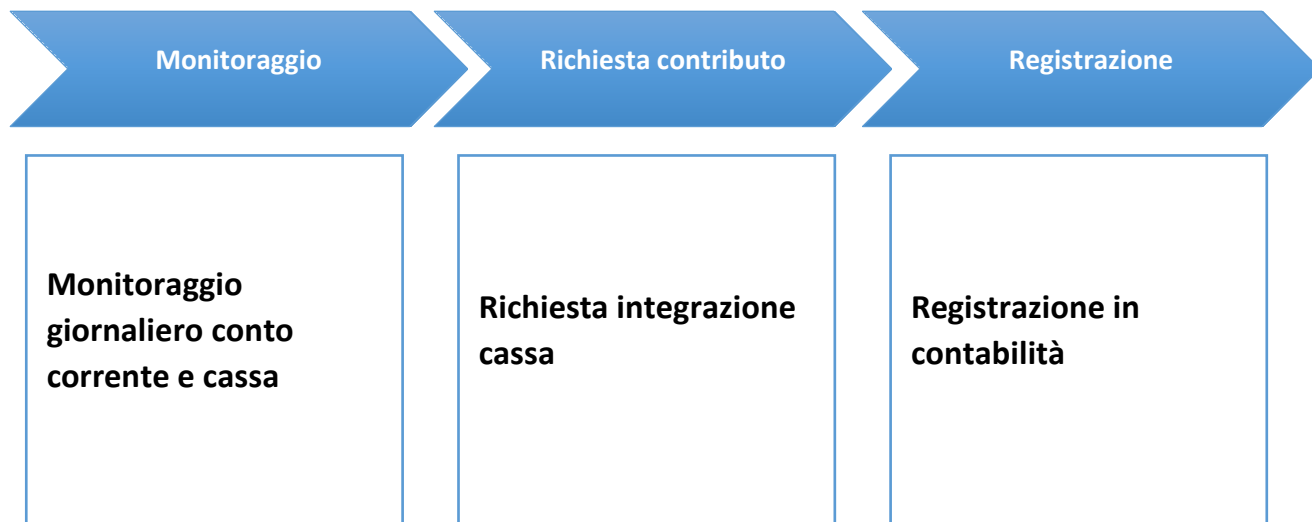 Monitoraggio
Richiesta contributo
Registrazione
Monitoraggio
giornaliero conto
corrente e cassa
Richiesta integrazione
cassa
Registrazione in
contabilità